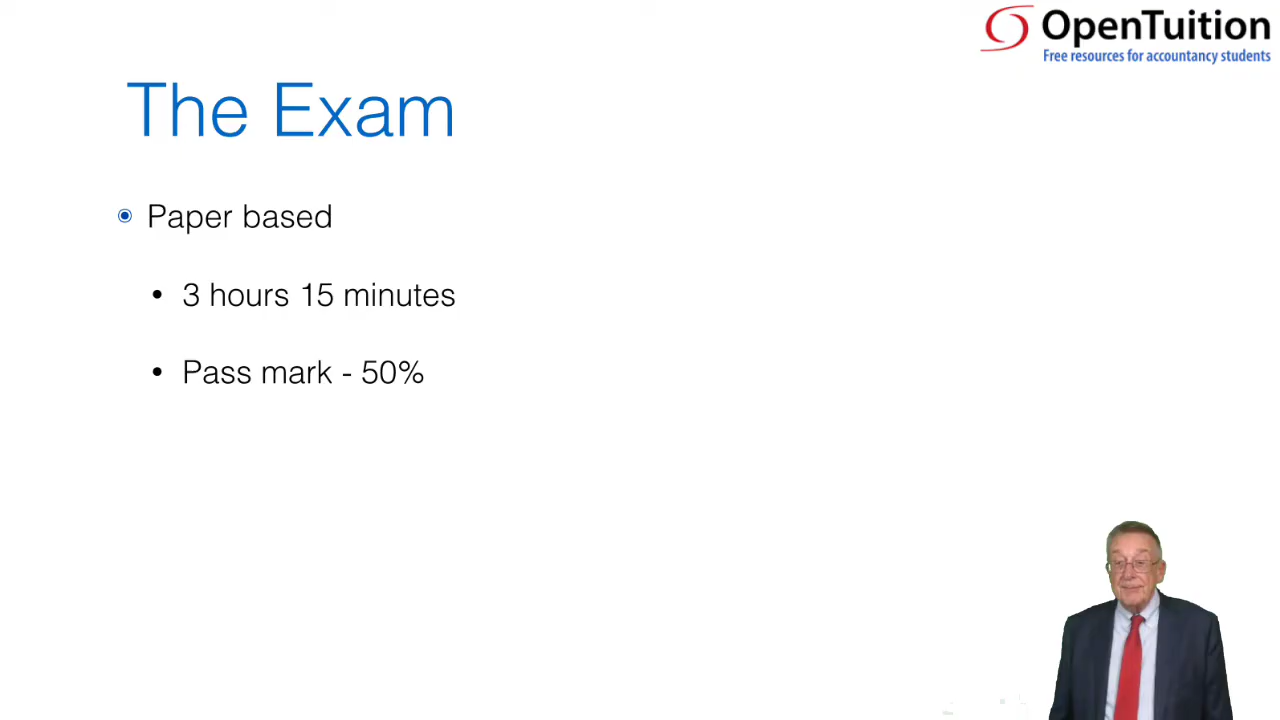 OpenTuition
Free resources for accountancy students
The Exam
Paper based
3 hours 15 minutes
Pass mark - 50%